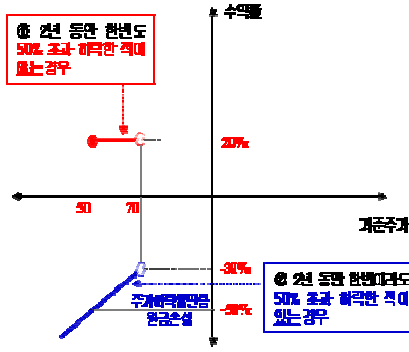 수익률
① 2년 동안 한번도
50% 초과 하락한 적이
없는 경우
20%
50
70
기준주가
-30%
② 2년 동안 한번이라도
50% 초과 하락한 적이
있는 경우
주가하락률만큼
원금손실
-50%